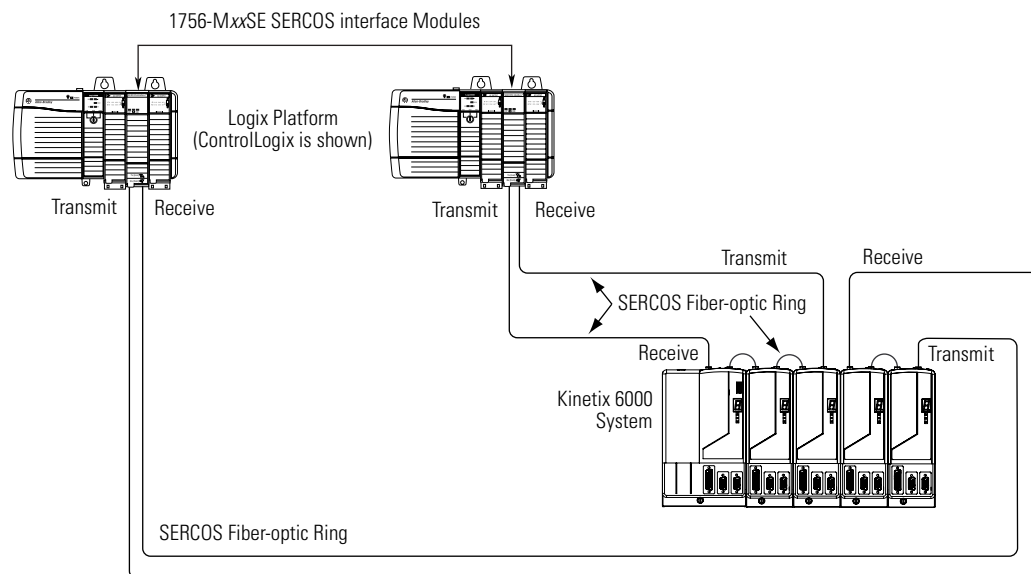 1756-MxxSE SERCOS interface Modules
Logix Platform
(ControlLogix is shown)
Transmit
Receive
Transmit
Receive
Transmit
Receive
SERCOS Fiber-optic Ring
Receive
Transmit
Kinetix 6000
System
SERCOS Fiber-optic Ring